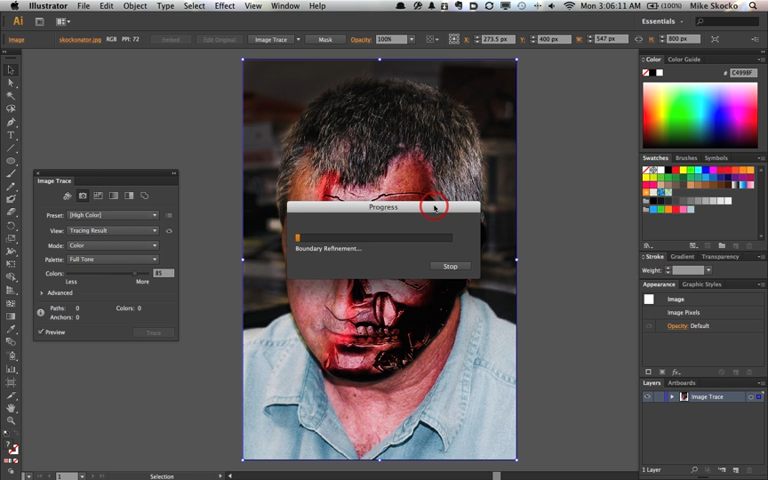 Illustrator File Edit Object Type Select Effect View Window Help (100%) Mon 3:06:11 PM Mike Skocko
Ai Essentials
Image skockonator.jpg RGB PPI: 72 Embed Edit Original Image Trace Mask Opacity: 100% X: 273.5 px Y: 400 px W: 547 px H: 800 px
Color Color Guide
# C4998F
Swatches Brushes Symbols
Image Trace
Preset: [High Color]
View: Tracing Result
Mode: Color
Palette: Full Tone
Colors: 85
Less More
Advanced
Paths: 0 Colors: 0
Anchors: 0
Preview Trace
Progress
Boundary Refinement...
Stop
Stroke Gradient Transparency
Weight:
Appearance Graphic Styles
Image
Image Pixels
Opacity: Default
Layers Artboards
Image Trace
1 Layer
1 Selection